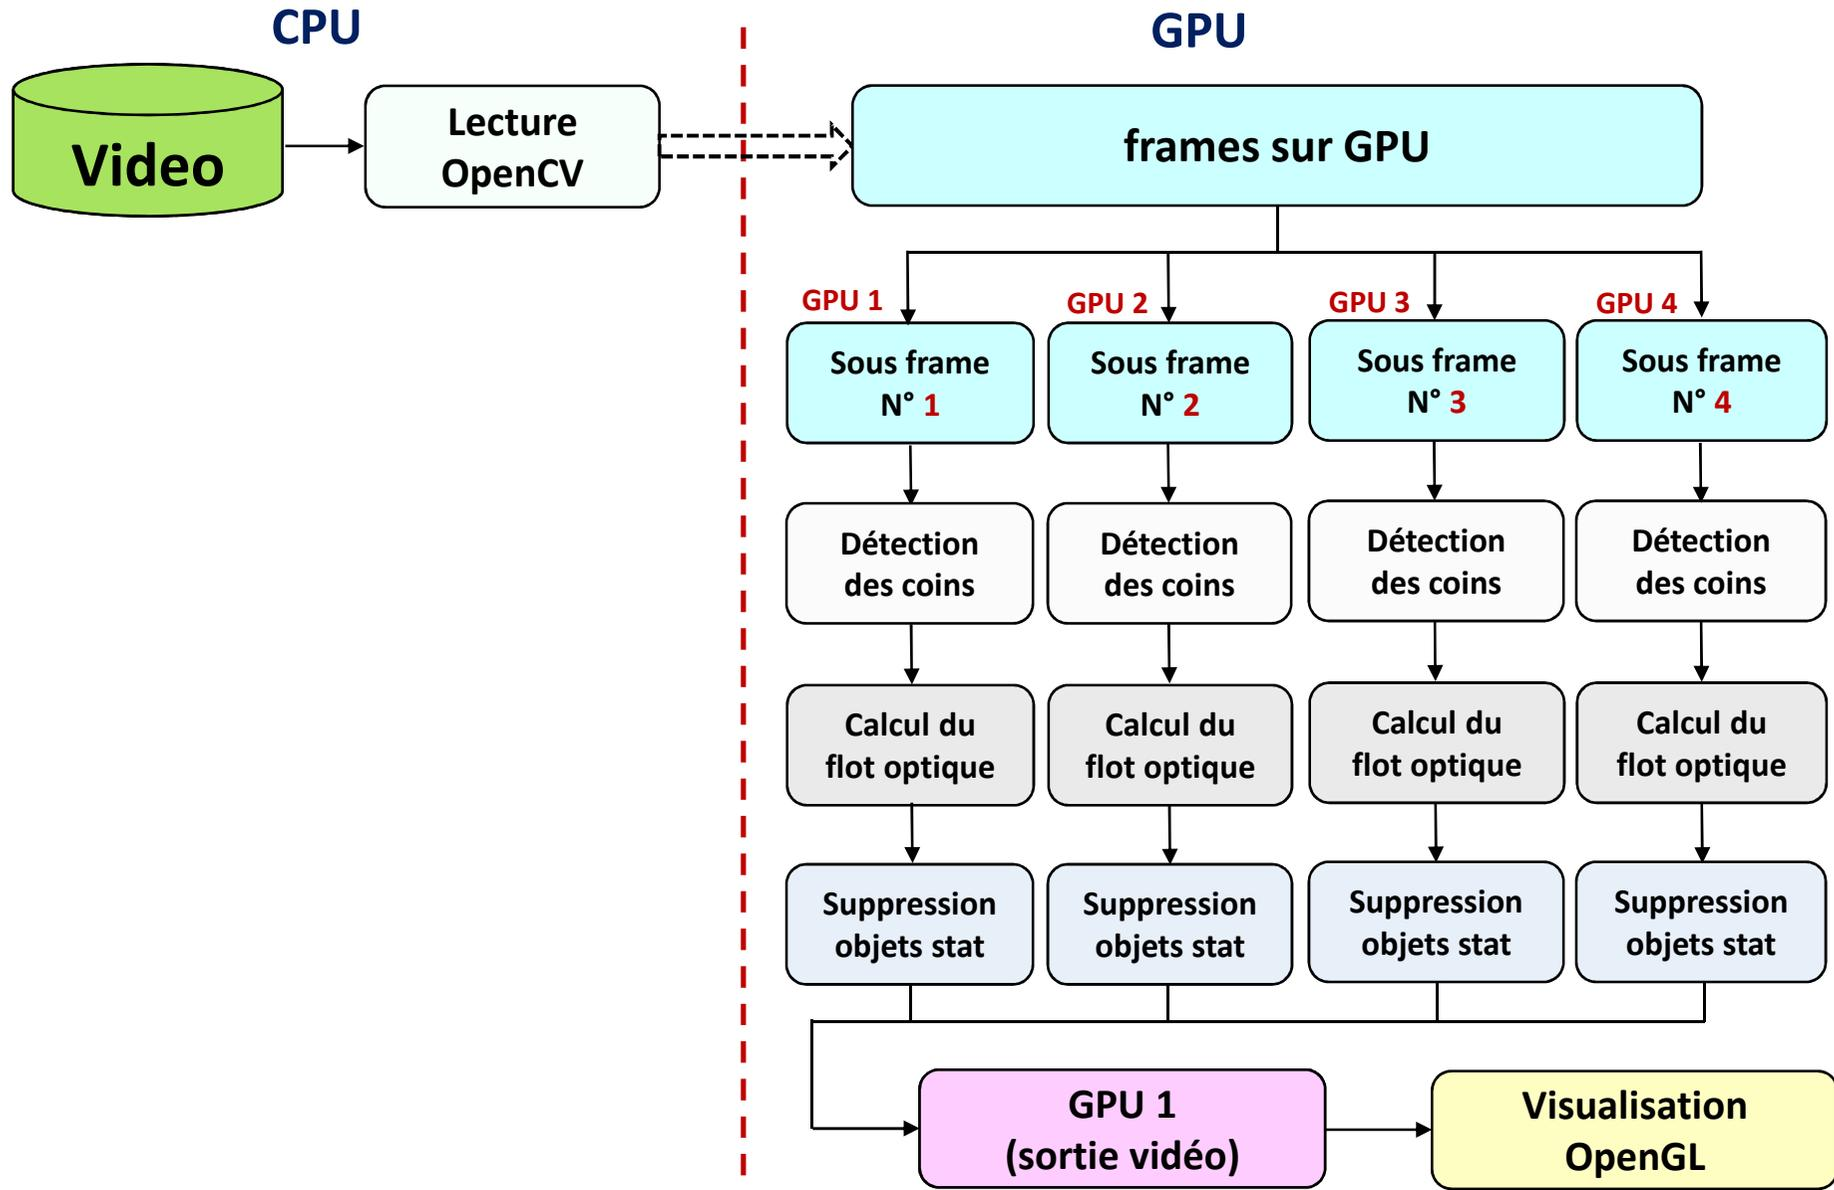 CPU
GPU
Video
Lecture
OpenCV
frames sur GPU
GPU 1
GPU 2
GPU 3
GPU 4
Sous frame
N° 1
Sous frame
N° 2
Sous frame
N° 3
Sous frame
N° 4
Détection
des coins
Détection
des coins
Détection
des coins
Détection
des coins
Calcul du
flot optique
Calcul du
flot optique
Calcul du
flot optique
Calcul du
flot optique
Suppression
objets stat
Suppression
objets stat
Suppression
objets stat
Suppression
objets stat
GPU 1
(sortie vidéo)
Visualisation
OpenGL